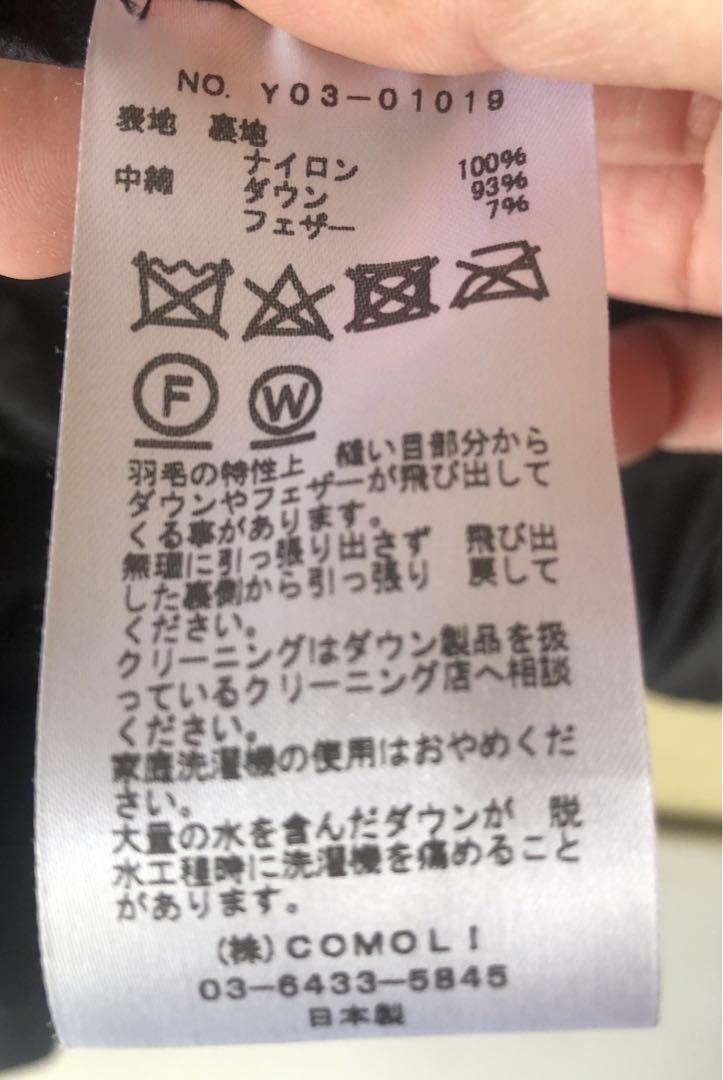 NO. Y03-01019
表地 裏地
ナイロン 100%
中綿 ダウン 93%
フェザー 7%
F W
羽毛の特性上 縫い目部分から
ダウンやフェザーが飛び出して
くる事があります。
無理に引っ張り出さず 飛び出
した裏側から引っ張り 戻して
ください。
クリーニングはダウン製品を扱
っているクリーニング店へ相談
ください。
家庭洗濯機の使用はおやめくだ
さい。
大量の水を含んだダウンが 脱
水工程時に洗濯機を痛めること
があります。
(株)COMOLI
03-6433-5845
日本製